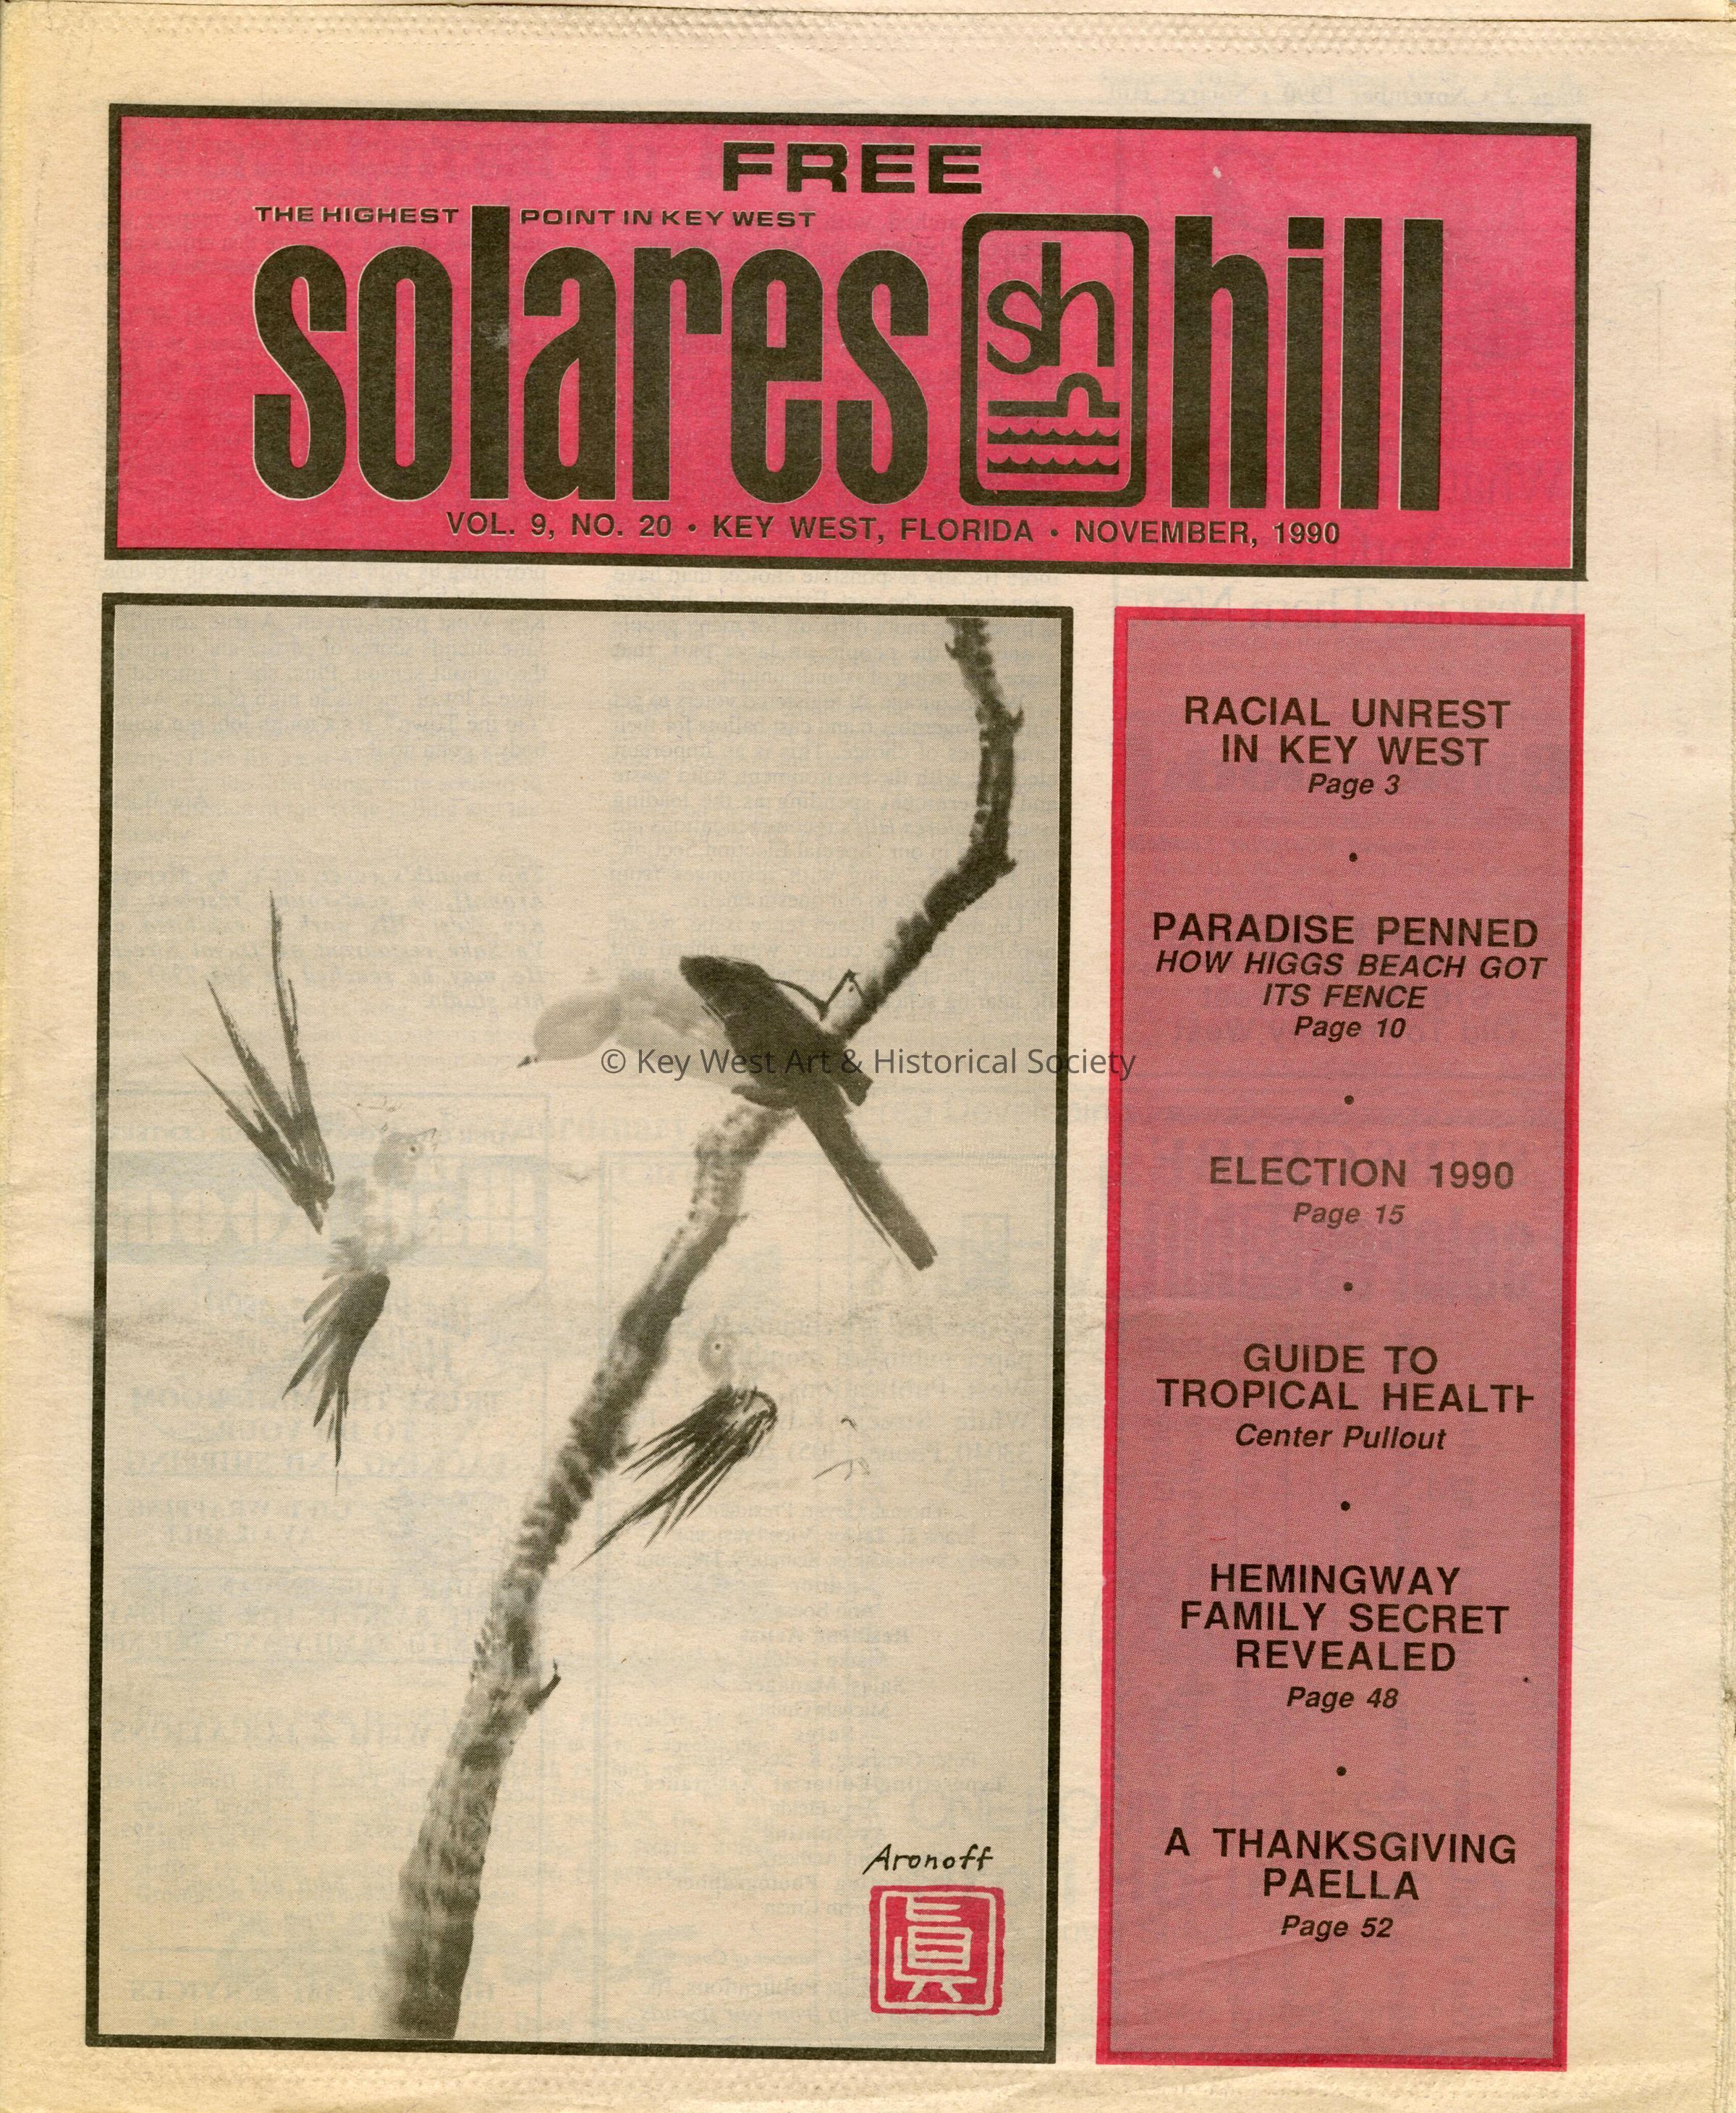 FREE
THE HIGHEST POINT IN KEY WEST
solares sh hill
VOL. 9, NO. 20 • KEY WEST, FLORIDA • NOVEMBER, 1990
RACIAL UNREST
IN KEY WEST
Page 3
•
PARADISE PENNED
HOW HIGGS BEACH GOT
ITS FENCE
Page 10
•
ELECTION 1990
Page 15
•
GUIDE TO
TROPICAL HEALTH
Center Pullout
•
HEMINGWAY
FAMILY SECRET
REVEALED
Page 48
•
A THANKSGIVING
PAELLA
Page 52
© Key West Art & Historical Society
Aronoff
眞